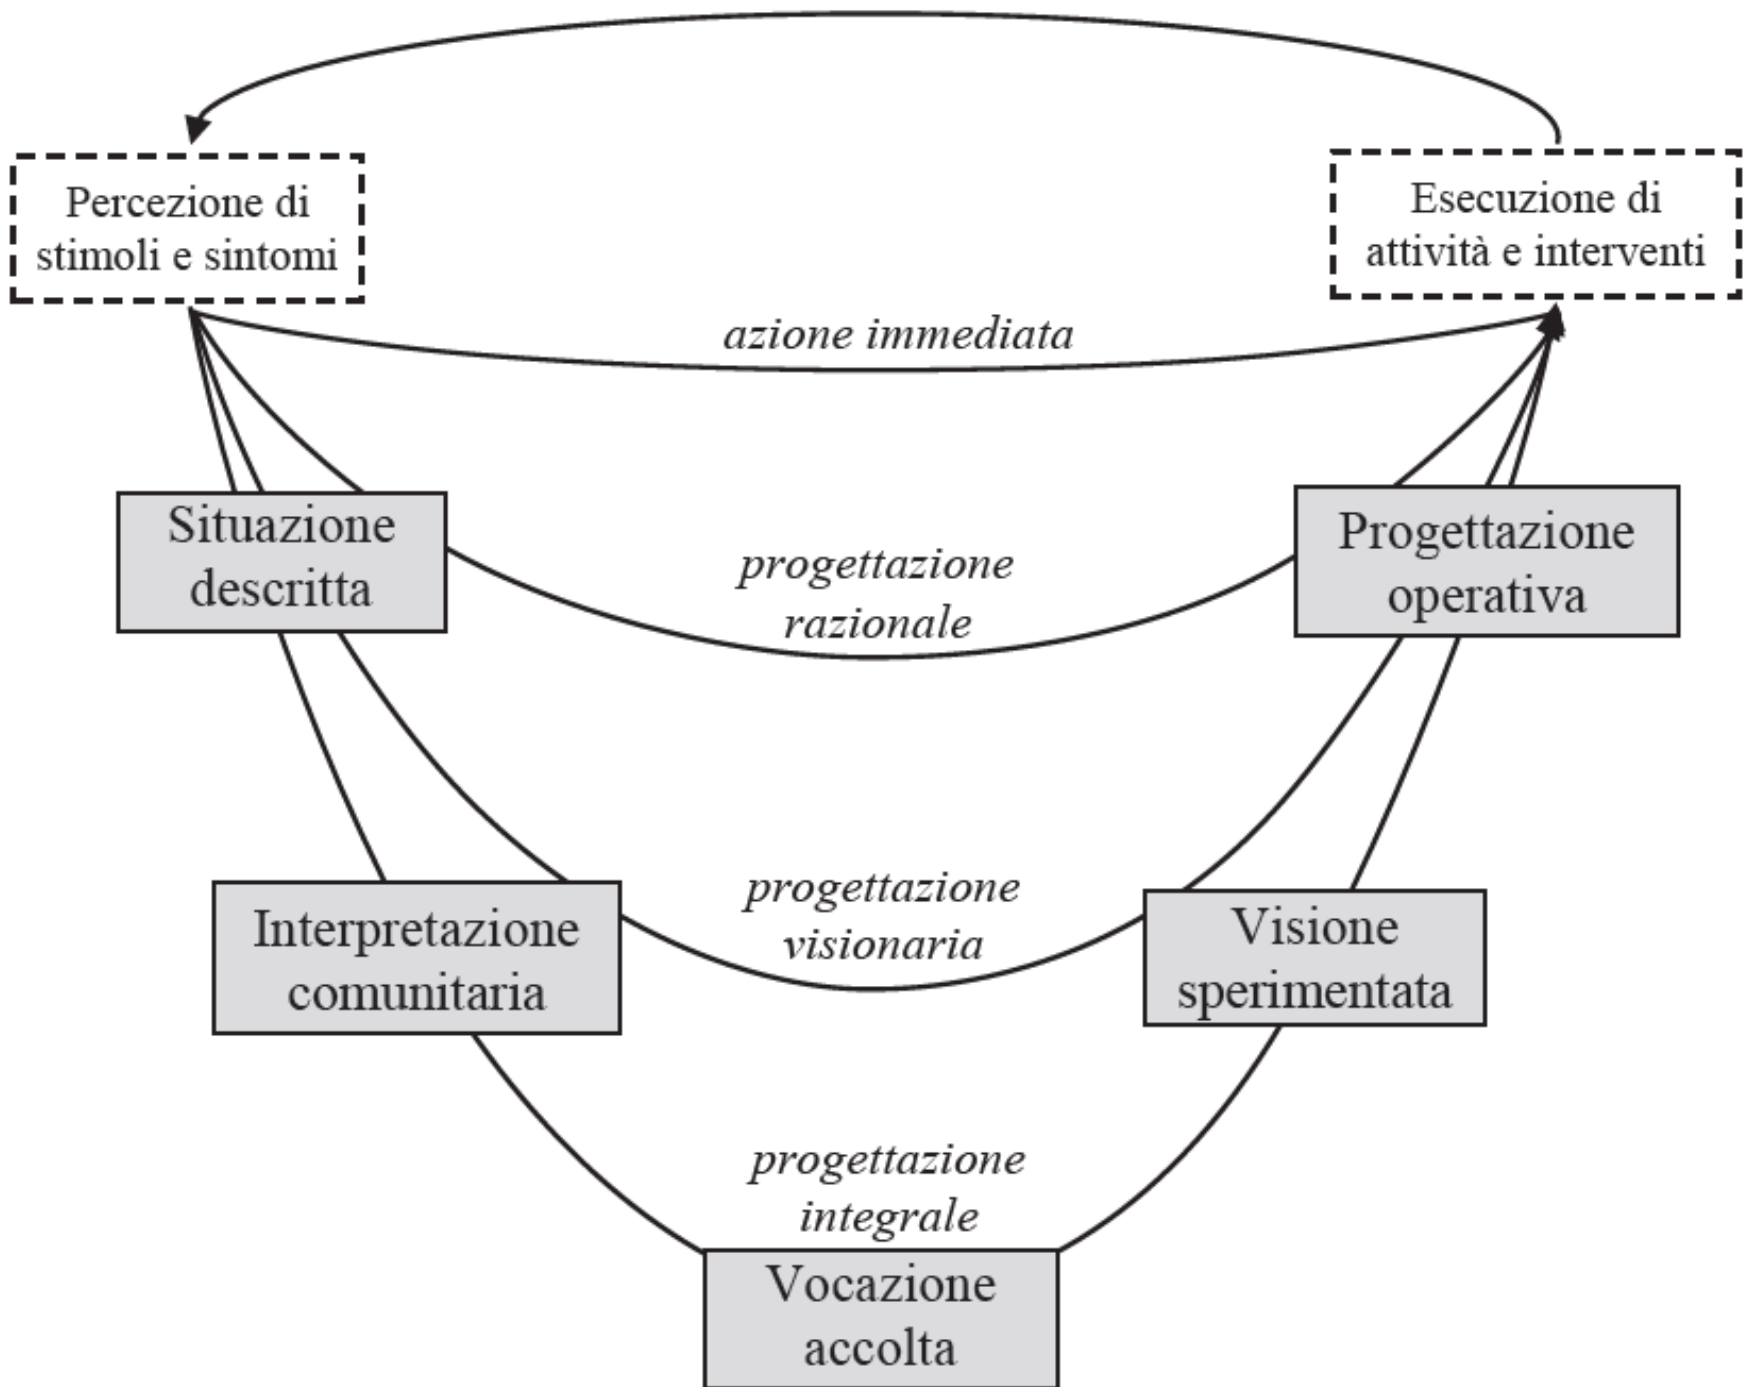 Percezione di
stimoli e sintomi
Esecuzione di
attività e interventi
azione immediata
Situazione
descritta
progettazione
razionale
Progettazione
operativa
Interpretazione
comunitaria
progettazione
visionaria
Visione
sperimentata
progettazione
integrale
Vocazione
accolta